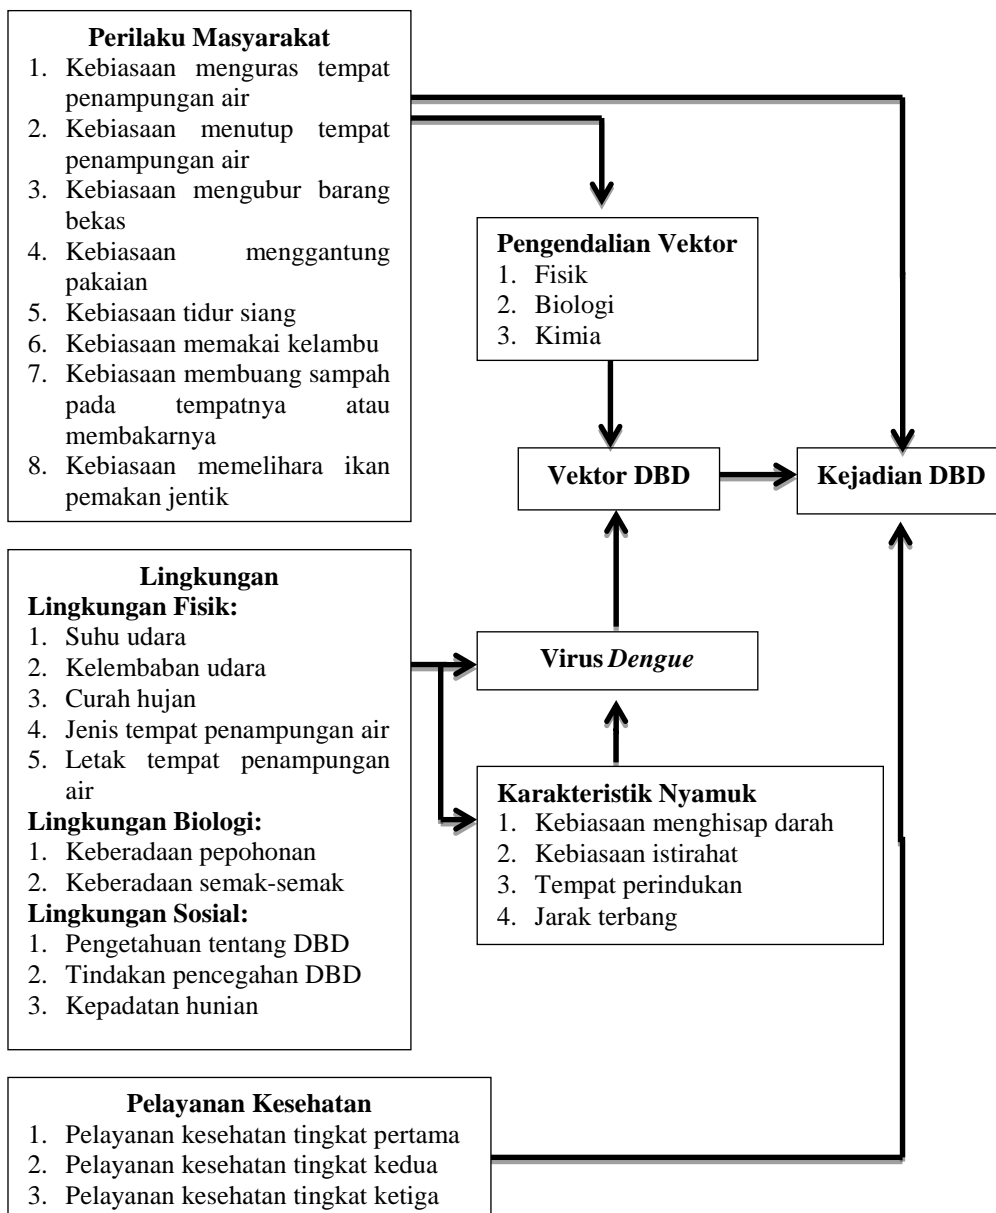 Perilaku Masyarakat
1. Kebiasaan menguras tempat
penampungan air
2. Kebiasaan menutup tempat
penampungan air
3. Kebiasaan mengubur barang
bekas
4. Kebiasaan menggantung
pakaian
5. Kebiasaan tidur siang
6. Kebiasaan memakai kelambu
7. Kebiasaan membuang sampah
pada tempatnya atau
membakarnya
8. Kebiasaan memelihara ikan
pemakan jentik
Pengendalian Vektor
1. Fisik
2. Biologi
3. Kimia
Vektor DBD
Kejadian DBD
Lingkungan
Lingkungan Fisik:
1. Suhu udara
2. Kelembaban udara
3. Curah hujan
4. Jenis tempat penampungan air
5. Letak tempat penampungan
air
Lingkungan Biologi:
1. Keberadaan pepohonan
2. Keberadaan semak-semak
Lingkungan Sosial:
1. Pengetahuan tentang DBD
2. Tindakan pencegahan DBD
3. Kepadatan hunian
Virus Dengue
Karakteristik Nyamuk
1. Kebiasaan menghisap darah
2. Kebiasaan istirahat
3. Tempat perindukan
4. Jarak terbang
Pelayanan Kesehatan
1. Pelayanan kesehatan tingkat pertama
2. Pelayanan kesehatan tingkat kedua
3. Pelayanan kesehatan tingkat ketiga